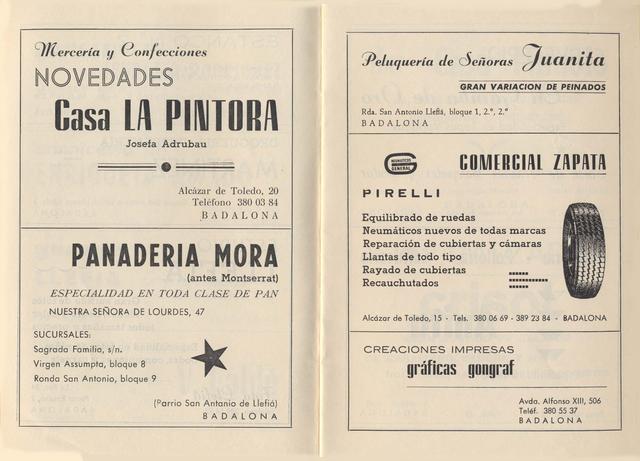 Mercería y Confecciones
NOVEDADES
Casa LA PINTORA
Josefa Adrubau
Alcázar de Toledo, 20
Teléfono 380 03 84
BADALONA
PANADERIA MORA
(antes Montserrat)
ESPECIALIDAD EN TODA CLASE DE PAN
NUESTRA SEÑORA DE LOURDES, 47
SUCURSALES:
Sagrada Familia, s/n.
Virgen Assumpta, bloque 8
Ronda San Antonio, bloque 9
(Parrio San Antonio de Llefiá)
BADALONA
Peluquería de Señoras Juanita
GRAN VARIACION DE PEINADOS
Rda. San Antonio Llefiá, bloque 1, 2.º, 2.ª
BADALONA
NEUMATICOS GENERAL
COMERCIAL ZAPATA
PIRELLI
Equilibrado de ruedas
Neumáticos nuevos de todas marcas
Reparación de cubiertas y cámaras
Llantas de todo tipo
Rayado de cubiertas
Recauchutados
Alcázar de Toledo, 15 - Tels. 380 06 69 - 389 23 84 - BADALONA
CREACIONES IMPRESAS
gráficas gongraf
Avda. Alfonso XIII, 506
Teléf. 380 55 37
BADALONA